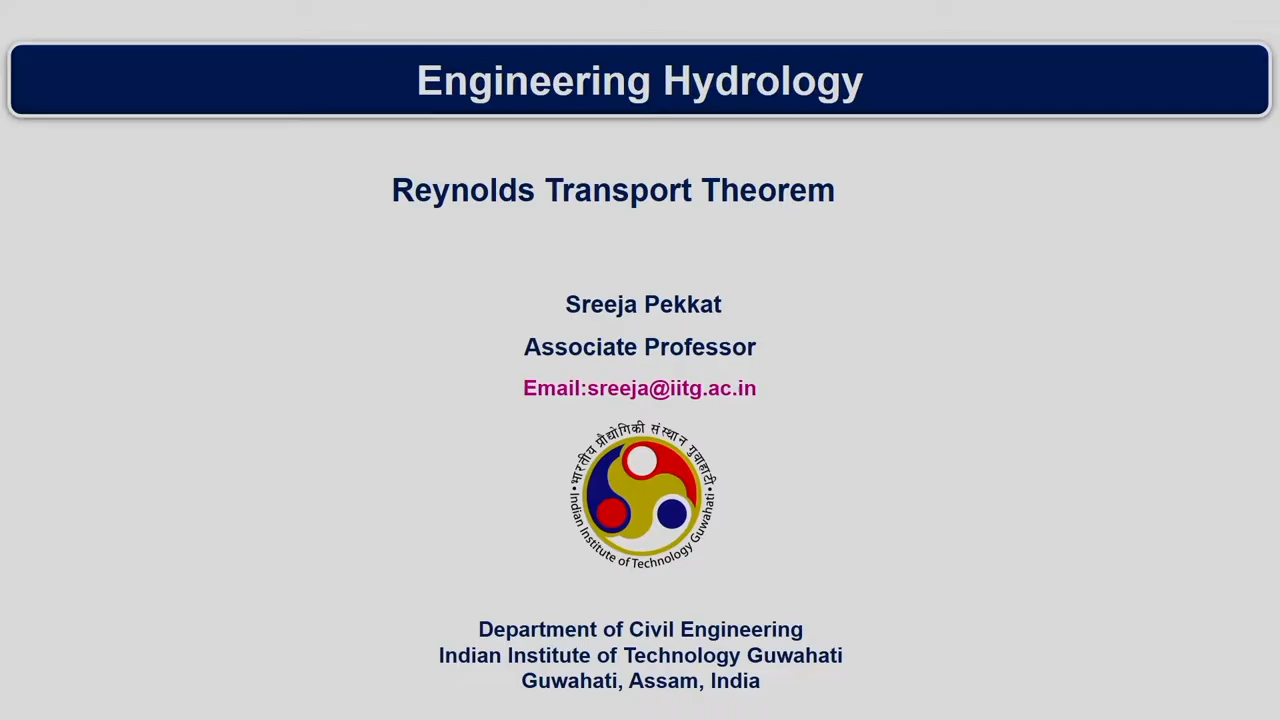 Engineering Hydrology
Reynolds Transport Theorem
Sreeja Pekkat
Associate Professor
Email:sreeja@iitg.ac.in
भारतीय प्रौद्योगिकी संस्थान गुवाहाटी
Indian Institute of Technology Guwahati
Department of Civil Engineering
Indian Institute of Technology Guwahati
Guwahati, Assam, India